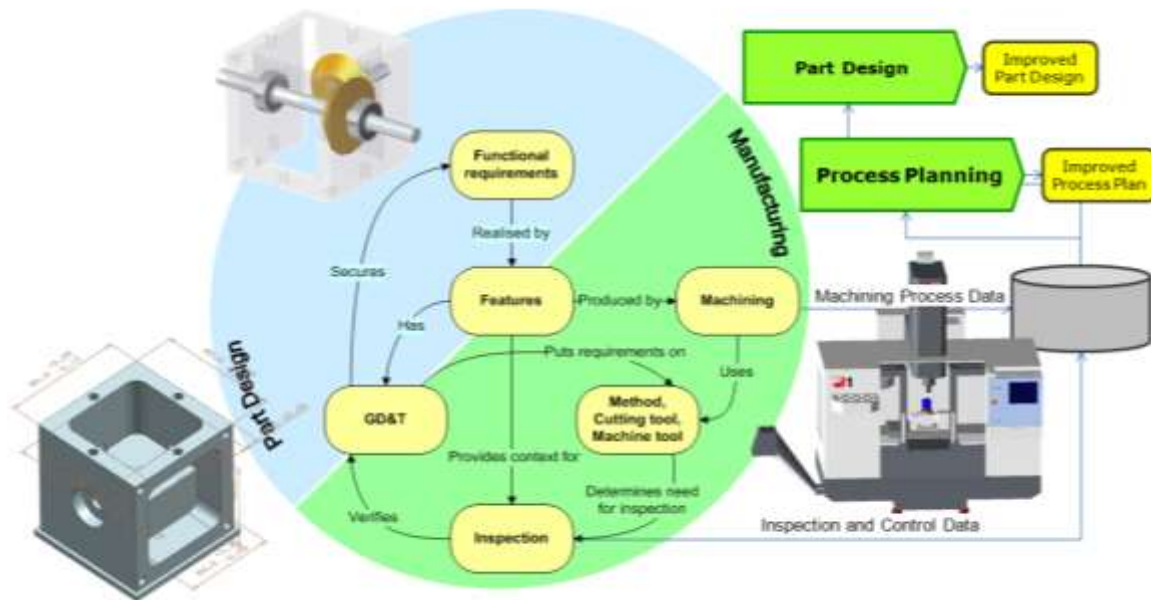 Part Design
Improved
Part Design
Process Planning
Improved
Process Plan
Manufacturing
Functional
requirements
Realised by
Secures
Features
Produced by
Machining
Machining Process Data
Has
Puts requirements on
Uses
Part Design
GD&T
Method,
Cutting tool,
Machine tool
Provides context for
Determines need
for inspection
Verifies
Inspection
Inspection and Control Data